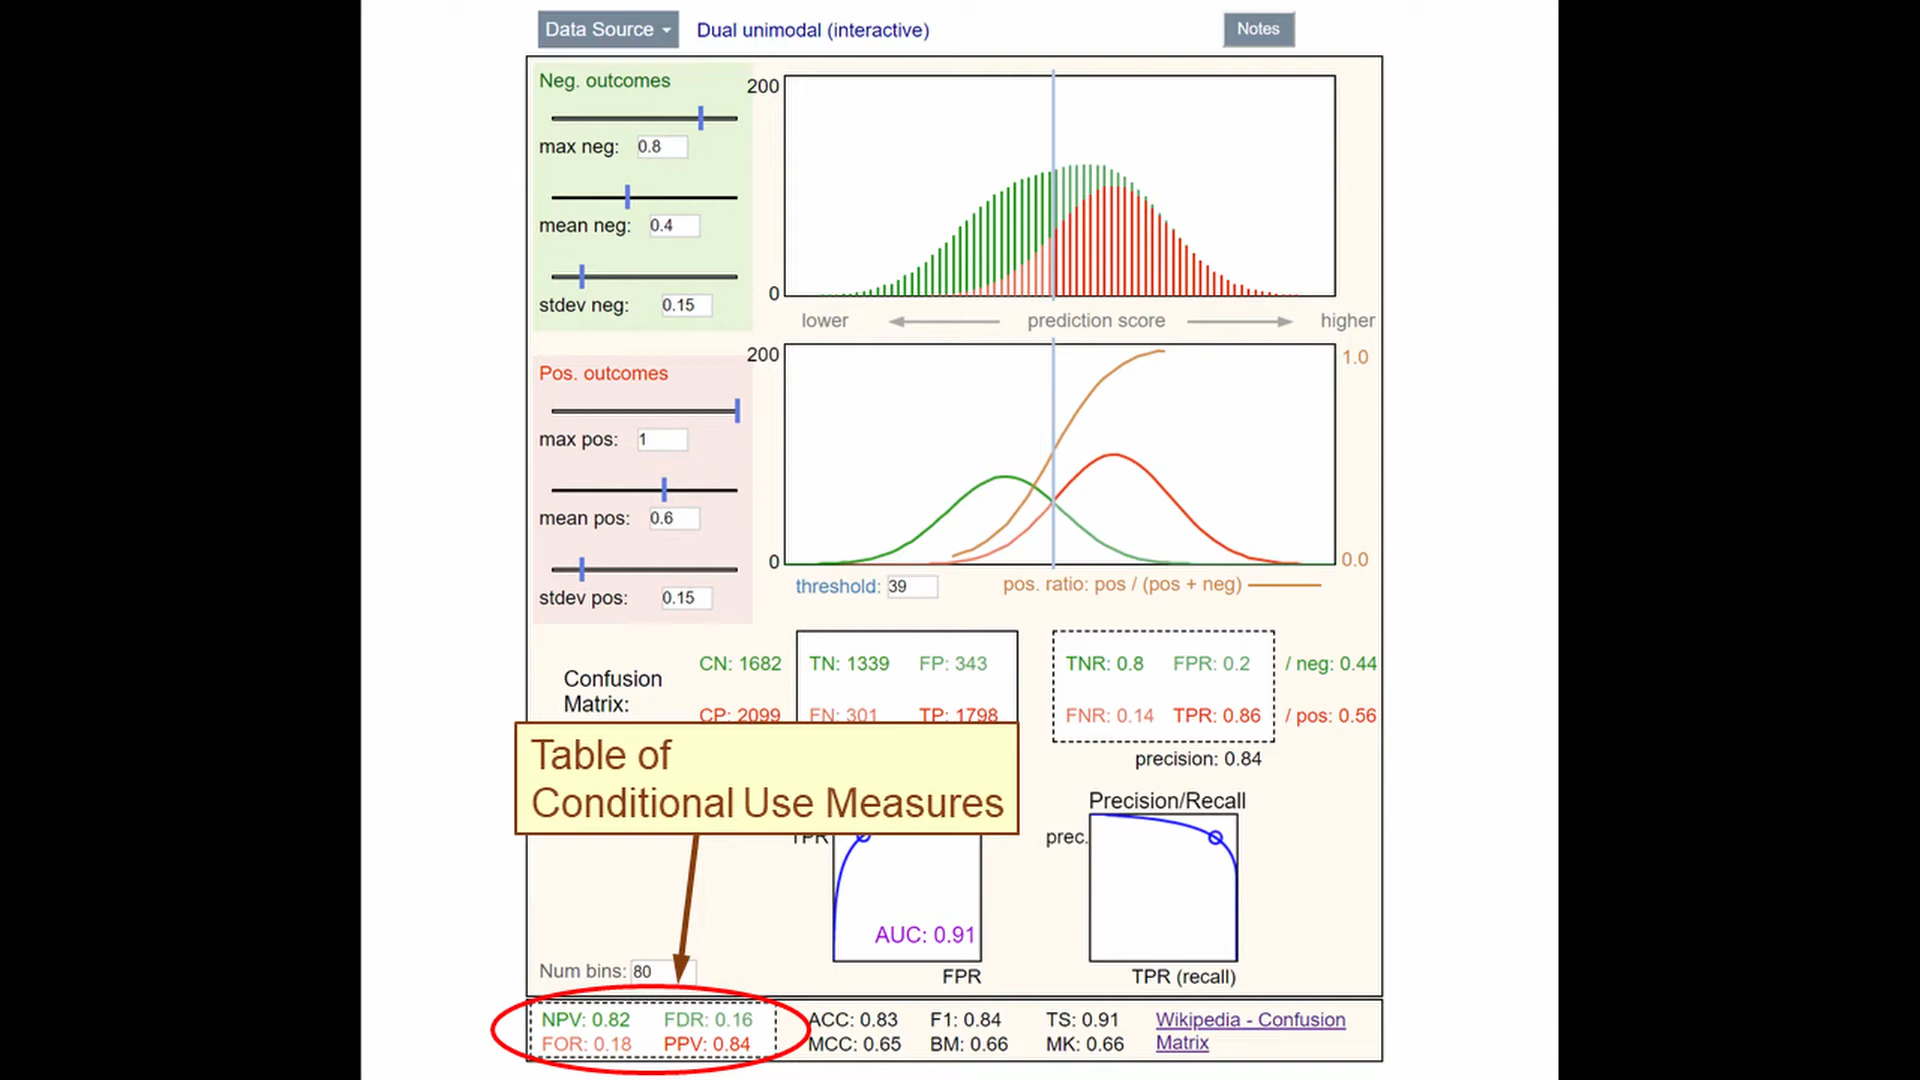 Data Source Dual unimodal (interactive) Notes
Neg. outcomes
max neg: 0.8
mean neg: 0.4
stdev neg: 0.15
200
0
lower prediction score higher
Pos. outcomes
max pos: 1
mean pos: 0.6
stdev pos: 0.15
200 1.0
0 0.0
threshold: 39 pos. ratio: pos / (pos + neg)
Confusion
Matrix:
CN: 1682 TN: 1339 FP: 343 TNR: 0.8 FPR: 0.2 / neg: 0.44
CP: 2099 FN: 301 TP: 1798 FNR: 0.14 TPR: 0.86 / pos: 0.56
precision: 0.84
Table of
Conditional Use Measures
TPR
AUC: 0.91
FPR
Precision/Recall
prec.
TPR (recall)
Num bins: 80
NPV: 0.82 FDR: 0.16 ACC: 0.83 F1: 0.84 TS: 0.91 Wikipedia - Confusion
FOR: 0.18 PPV: 0.84 MCC: 0.65 BM: 0.66 MK: 0.66 Matrix